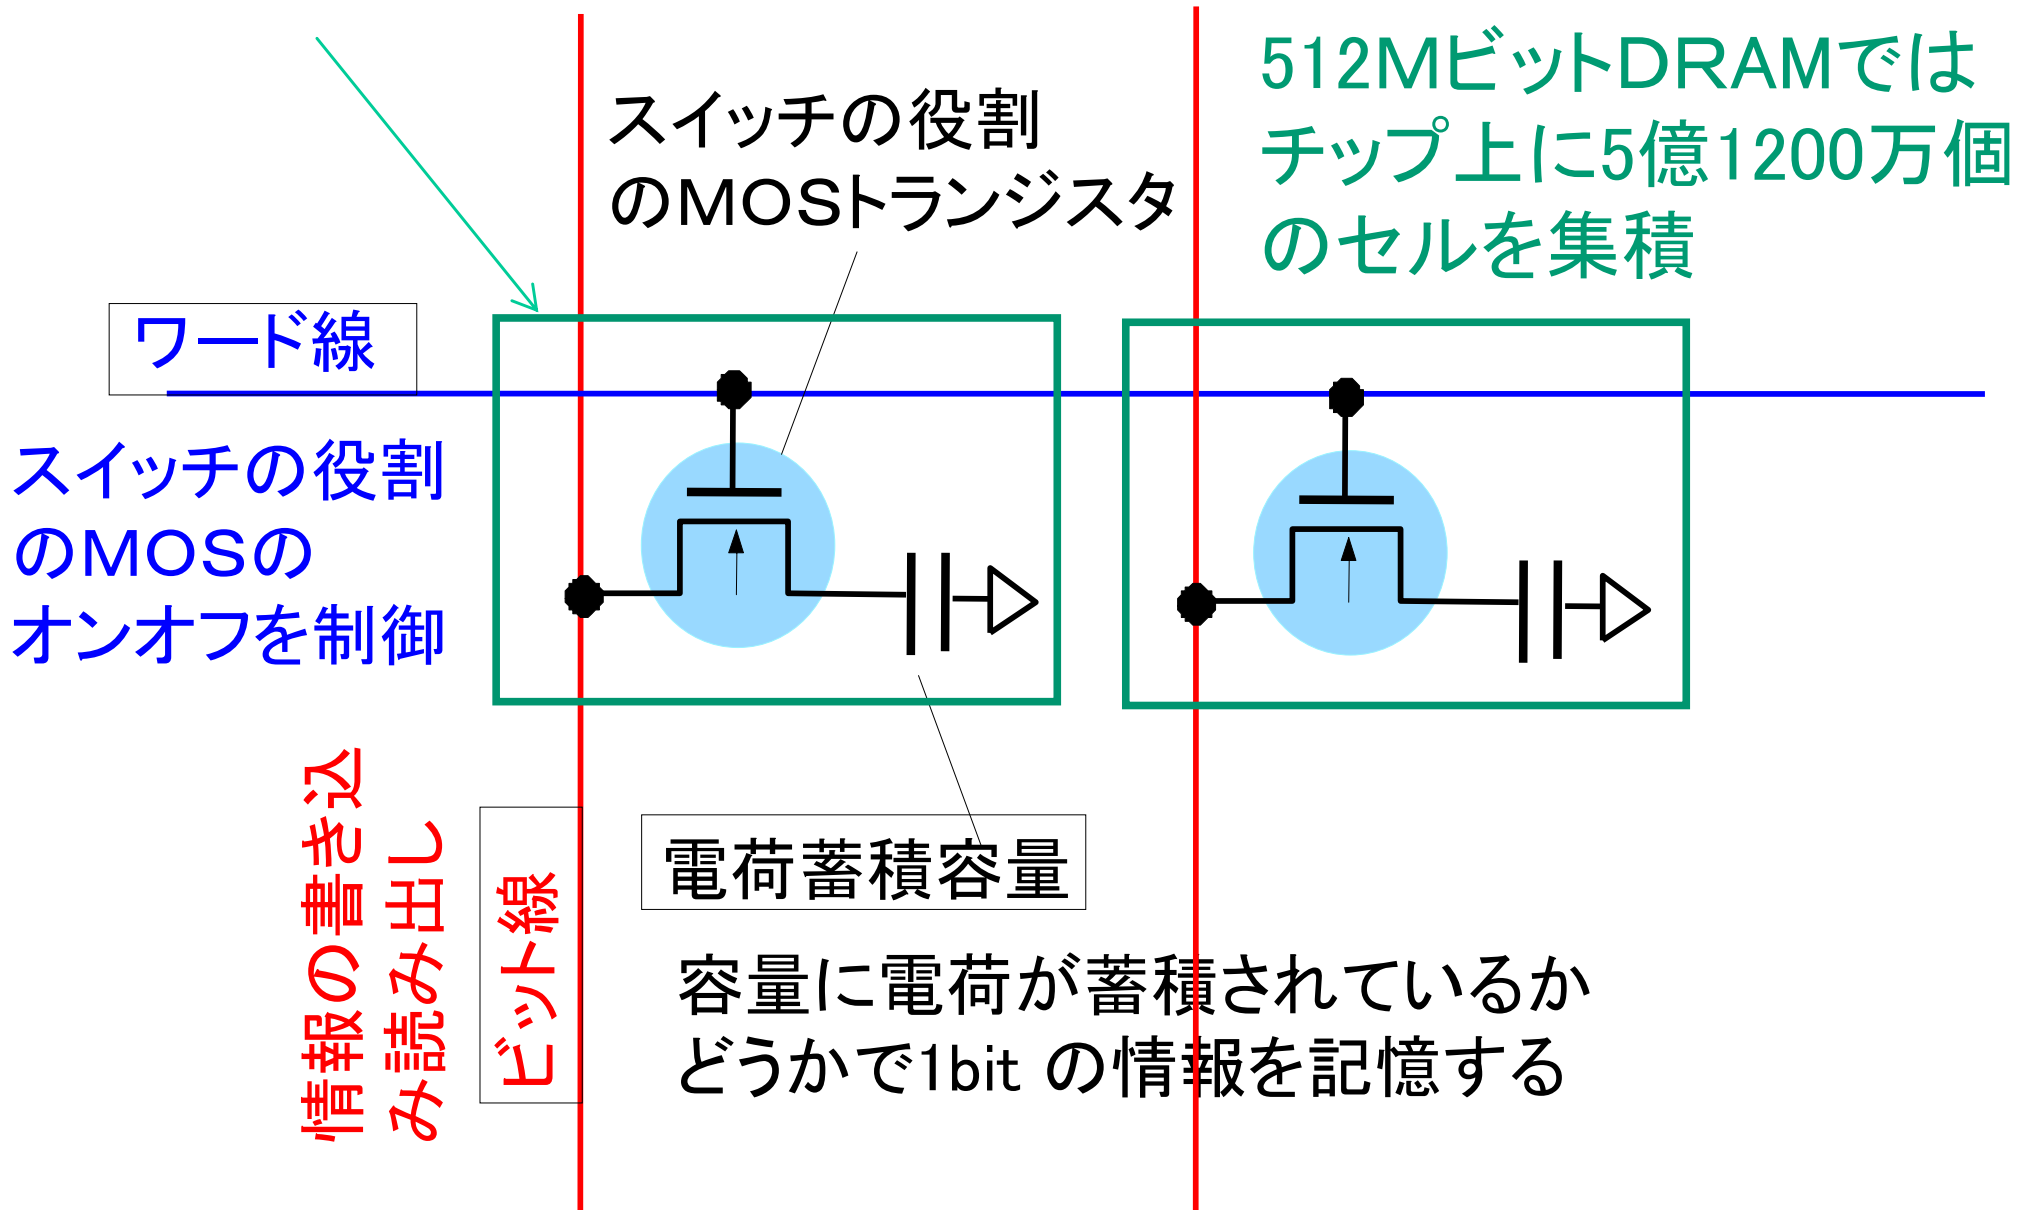 512MビットDRAMでは
チップ上に5億1200万個
のセルを集積
スイッチの役割
のMOSトランジスタ
ワード線
スイッチの役割
のMOSの
オンオフを制御
情報の書き込
み読み出し
ビット線
電荷蓄積容量
容量に電荷が蓄積されているか
どうかで1bit の情報を記憶する